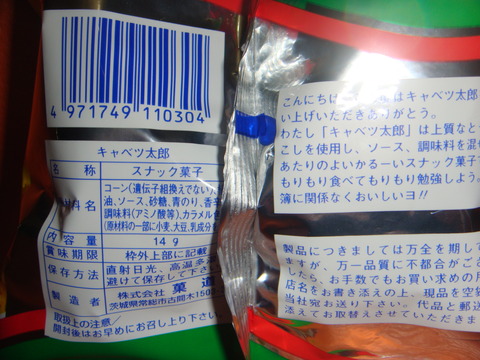 4 971749 110304
キャベツ太郎
名 称 スナック菓子
コーン(遺伝子組換えでない)
油、ソース、砂糖、青のり、香辛
調味料(アミノ酸等)、カラメル色
(原材料の一部に小麦、大豆、乳成分
材料名
内 容 量 14g
賞味期限 枠外上部に記載
保存方法 直射日光、高温多
避けて保存して下さ
製 造 者 株式会社 菓道
茨城県常総市古間木150
取扱上の注意/
開封後はお早めにお召し上り下さ
こんにちは はキャベツ太郎
い上げいただきありがとう。
わたし「キャベツ太郎」は上質なと
こしを使用し、ソース、調味料を混ぜ
あたりのよいかるーいスナック菓子で
もりもり食べてもりもり勉強しよう。
簿に関係なくおいしいヨ!!
製品につきましては万全を期して
ますが、万一品質に不都合がござ
したら、お手数でもお買い求めの月
店名をお書き添えの上、現品を空袋
当社宛お送り下さい。代品と郵送
添えてお取替えさせていただきま